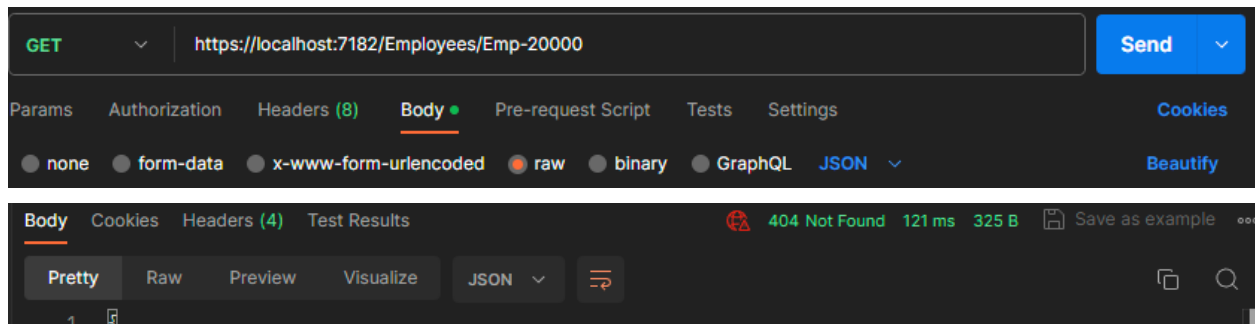 GET https://localhost:7182/Employees/Emp-20000 Send
Params Authorization Headers (8) Body Pre-request Script Tests Settings Cookies
none form-data x-www-form-urlencoded raw binary GraphQL JSON Beautify
Body Cookies Headers (4) Test Results 404 Not Found 121 ms 325 B Save as example
Pretty Raw Preview Visualize JSON
1